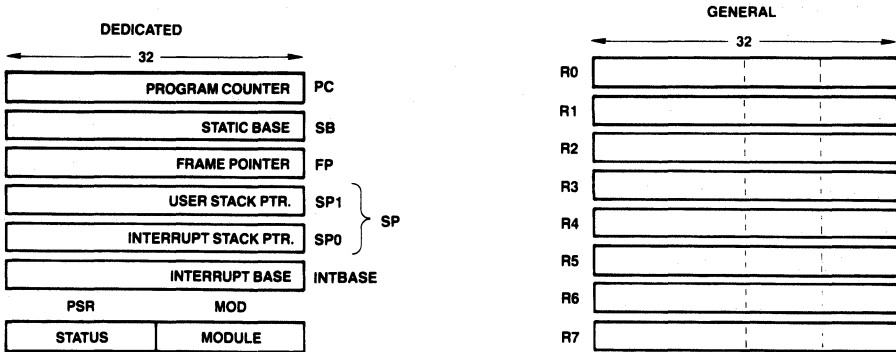 DEDICATED
32
PROGRAM COUNTER PC
STATIC BASE SB
FRAME POINTER FP
USER STACK PTR. SP1
SP
INTERRUPT STACK PTR. SP0
INTERRUPT BASE INTBASE
PSR MOD
STATUS MODULE
GENERAL
32
R0
R1
R2
R3
R4
R5
R6
R7